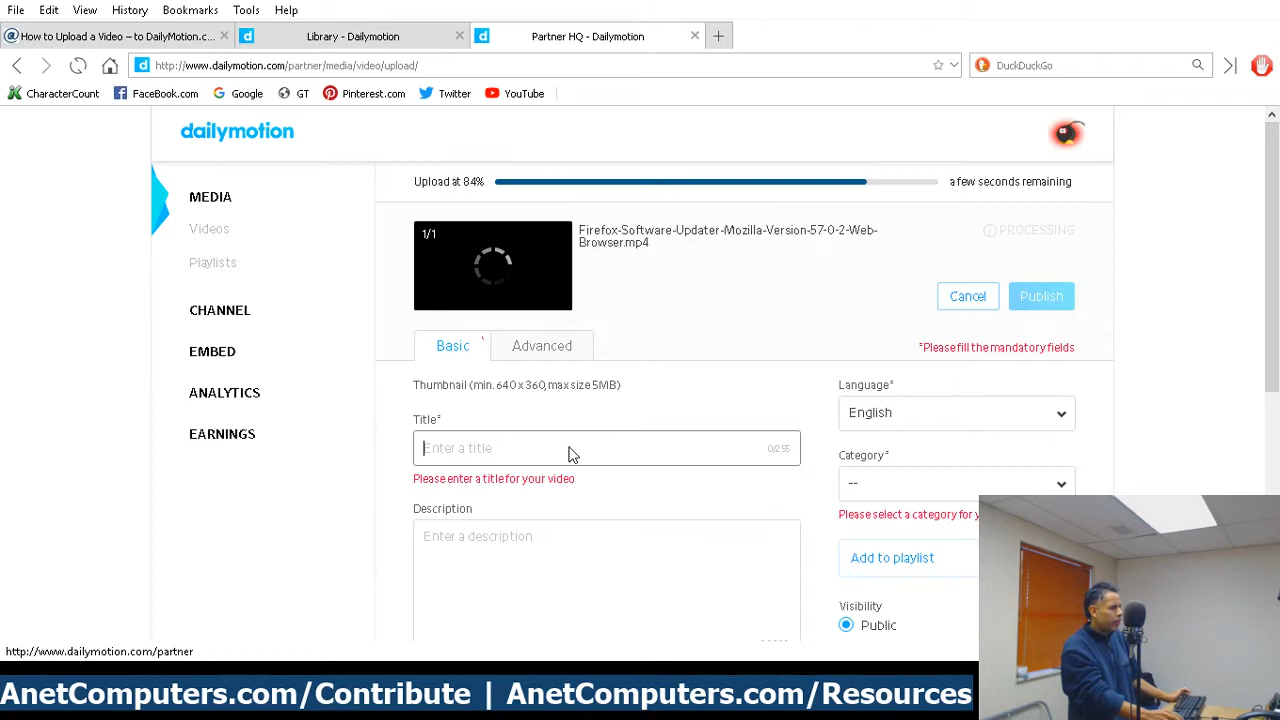 File Edit View History Bookmarks Tools Help
How to Upload a Video – to DailyMotion.c... Library - Dailymotion Partner HQ - Dailymotion
http://www.dailymotion.com/partner/media/video/upload/ DuckDuckGo
CharacterCount FaceBook.com Google GT Pinterest.com Twitter YouTube
dailymotion
Upload at 84% a few seconds remaining
MEDIA
Videos
Playlists
CHANNEL
EMBED
ANALYTICS
EARNINGS
1/1
Firefox-Software-Updater-Mozilla-Version-57-0-2-Web-
Browser.mp4
PROCESSING
Cancel Publish
Basic * Advanced
*Please fill the mandatory fields
Thumbnail (min. 640 x 360, max size 5MB)
Title*
Enter a title 0/255
Please enter a title for your video
Description
Enter a description
Language*
English
Category*
--
Please select a category for y
Add to playlist
Visibility
Public
http://www.dailymotion.com/partner
AnetComputers.com/Contribute | AnetComputers.com/Resources